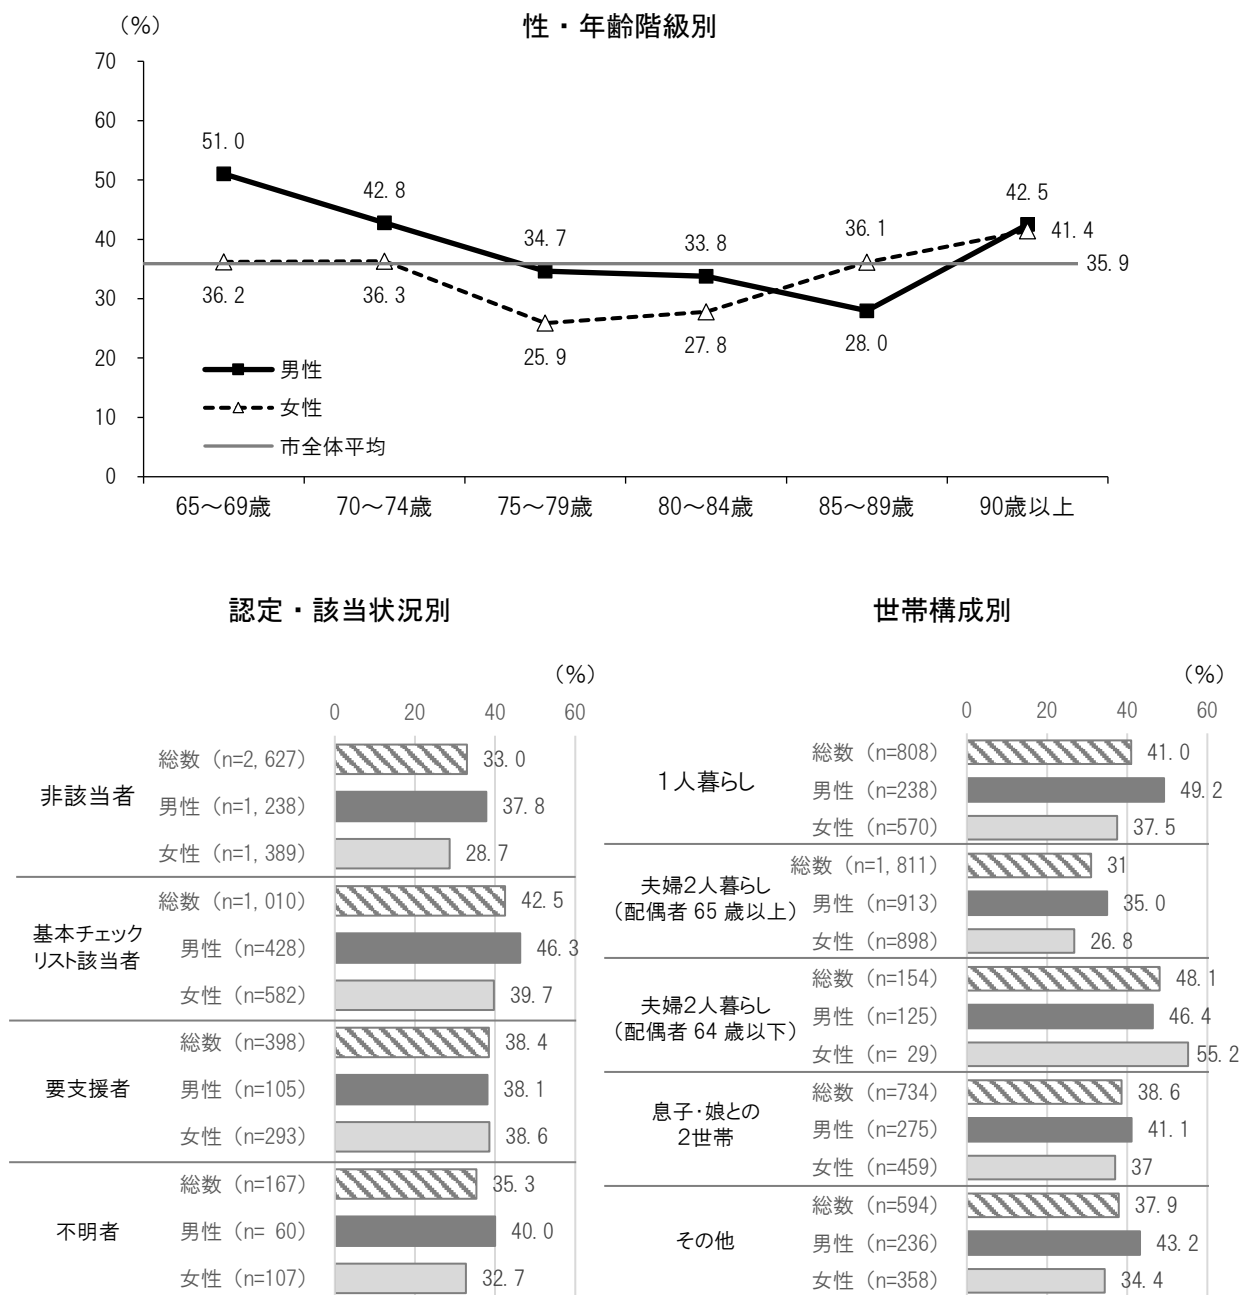 性・年齢階級別
（%）
70
60
50
40
30
20
10
0
51.0
42.8
34.7
33.8
36.1
42.5
41.4
35.9
36.2
36.3
25.9
27.8
28.0
男性
女性
市全体平均
65～69歳
70～74歳
75～79歳
80～84歳
85～89歳
90歳以上
認定・該当状況別
（%）
0 20 40 60
非該当者
総数（n=2,627） 33.0
男性（n=1,238） 37.8
女性（n=1,389） 28.7
基本チェック
リスト該当者
総数（n=1,010） 42.5
男性（n=428） 46.3
女性（n=582） 39.7
要支援者
総数（n=398） 38.4
男性（n=105） 38.1
女性（n=293） 38.6
不明者
総数（n=167） 35.3
男性（n= 60） 40.0
女性（n=107） 32.7
世帯構成別
（%）
0 20 40 60
1人暮らし
総数（n=808） 41.0
男性（n=238） 49.2
女性（n=570） 37.5
夫婦2人暮らし
（配偶者 65 歳以上）
総数（n=1,811） 31
男性（n=913） 35.0
女性（n=898） 26.8
夫婦2人暮らし
（配偶者 64 歳以下）
総数（n=154） 48.1
男性（n=125） 46.4
女性（n= 29） 55.2
息子・娘との
2世帯
総数（n=734） 38.6
男性（n=275） 41.1
女性（n=459） 37
その他
総数（n=594） 37.9
男性（n=236） 43.2
女性（n=358） 34.4